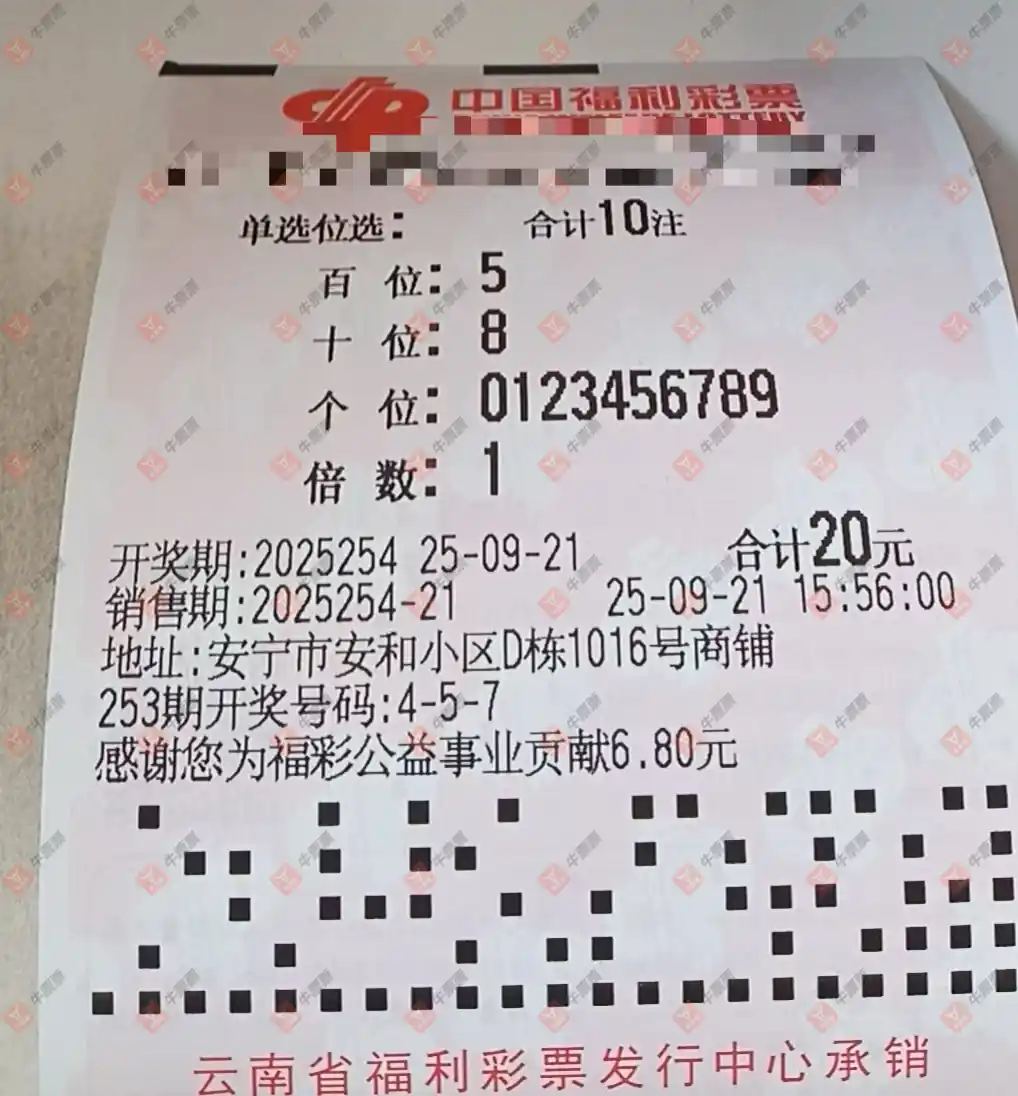 中国福利彩票
单选位选: 合计10注
百 位: 5
十 位: 8
个 位: 0123456789
倍 数: 1
开奖期:2025254 25-09-21 合计20元
销售期:2025254-21 25-09-21 15:56:00
地址:安宁市安和小区D栋1016号商铺
253期开奖号码:4-5-7
感谢您为福彩公益事业贡献6.80元
云南省福利彩票发行中心承销
牛票票